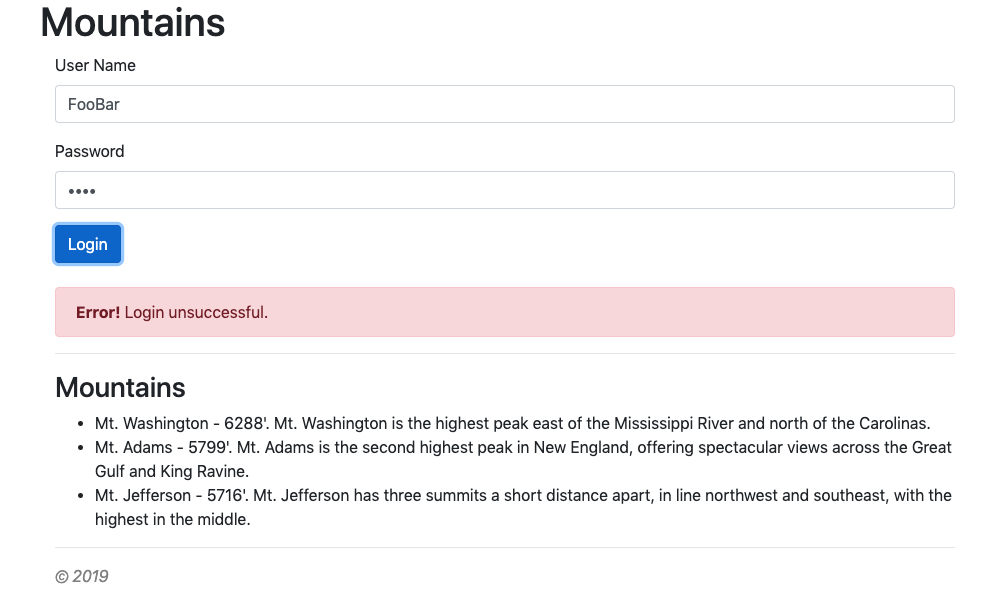 Mountains
User Name
FooBar
Password
••••
Login
Error! Login unsuccessful.
Mountains
• Mt. Washington - 6288'. Mt. Washington is the highest peak east of the Mississippi River and north of the Carolinas.
• Mt. Adams - 5799'. Mt. Adams is the second highest peak in New England, offering spectacular views across the Great
Gulf and King Ravine.
• Mt. Jefferson - 5716'. Mt. Jefferson has three summits a short distance apart, in line northwest and southeast, with the
highest in the middle.
© 2019